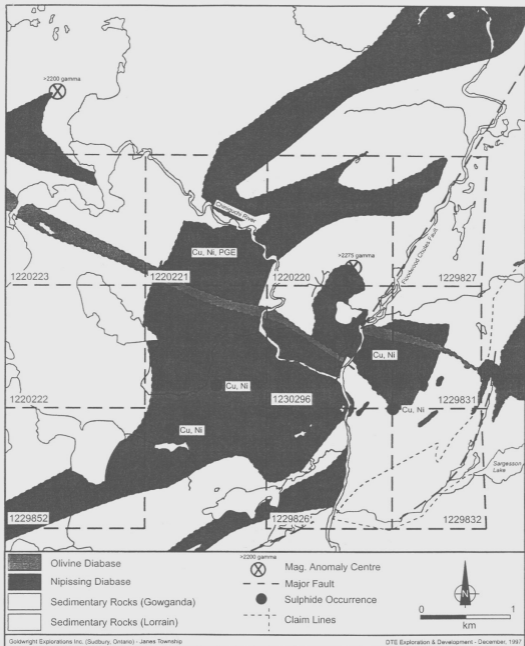 >2200 gamma
Cu, Ni, PGE
>2275 gamma
1220223
1220221
1220220
1229827
Cu, Ni
Cu, Ni
1220222
1230296
1229831
Cu, Ni
Cu, Ni
Sargesson
Lake
1229852
1229826
1229832
Olivine Diabase
Nipissing Diabase
Sedimentary Rocks (Gowganda)
Sedimentary Rocks (Lorrain)
>2200 gamma
Mag. Anomaly Centre
Major Fault
Sulphide Occurrence
Claim Lines
N
0 1
km
Goldwright Explorations Inc. (Sudbury, Ontario) - Janes Township
DTE Exploration & Development - December, 1997